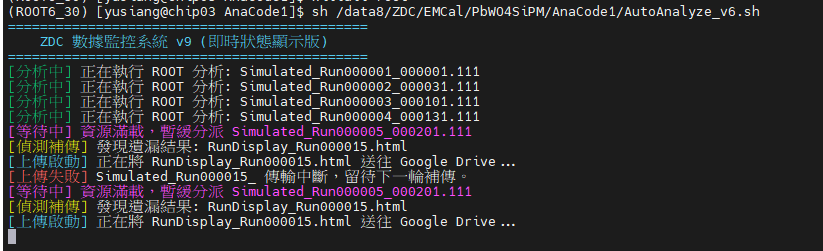 (ROOT6_30) [yusiang@chip03 AnaCode1]$ sh /data8/ZDC/EMCal/PbWO4SiPM/AnaCode1/AutoAnalyze_v6.sh
==============================================
ZDC 數據監控系統 v9 (即時狀態顯示版)
==============================================
[分析中] 正在執行 ROOT 分析: Simulated_Run000001_000001.111
[分析中] 正在執行 ROOT 分析: Simulated_Run000002_000031.111
[分析中] 正在執行 ROOT 分析: Simulated_Run000003_000101.111
[分析中] 正在執行 ROOT 分析: Simulated_Run000004_000131.111
[等待中] 資源滿載，暫緩分派 Simulated_Run000005_000201.111
[偵測補傳] 發現遺漏結果: RunDisplay_Run000015.html
[上傳啟動] 正在將 RunDisplay_Run000015.html 送往 Google Drive...
[上傳失敗] Simulated_Run000015_ 傳輸中斷，留待下一輪補傳。
[等待中] 資源滿載，暫緩分派 Simulated_Run000005_000201.111
[偵測補傳] 發現遺漏結果: RunDisplay_Run000015.html
[上傳啟動] 正在將 RunDisplay_Run000015.html 送往 Google Drive...